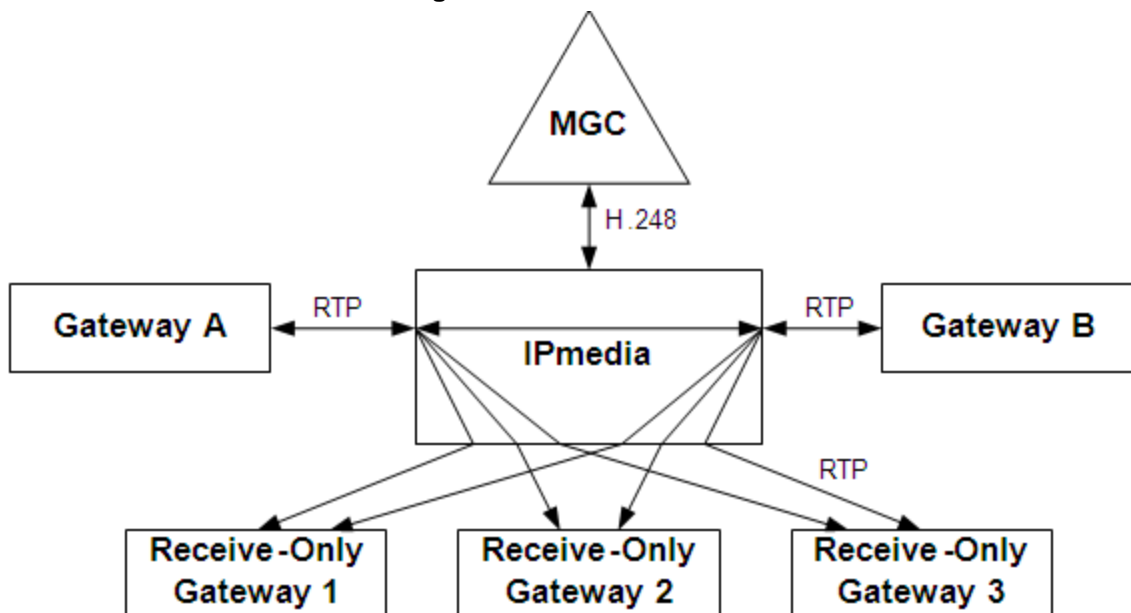 MGC
H.248
Gateway A
RTP
IPmedia
RTP
Gateway B
RTP
Receive-Only
Gateway 1
Receive-Only
Gateway 2
Receive-Only
Gateway 3